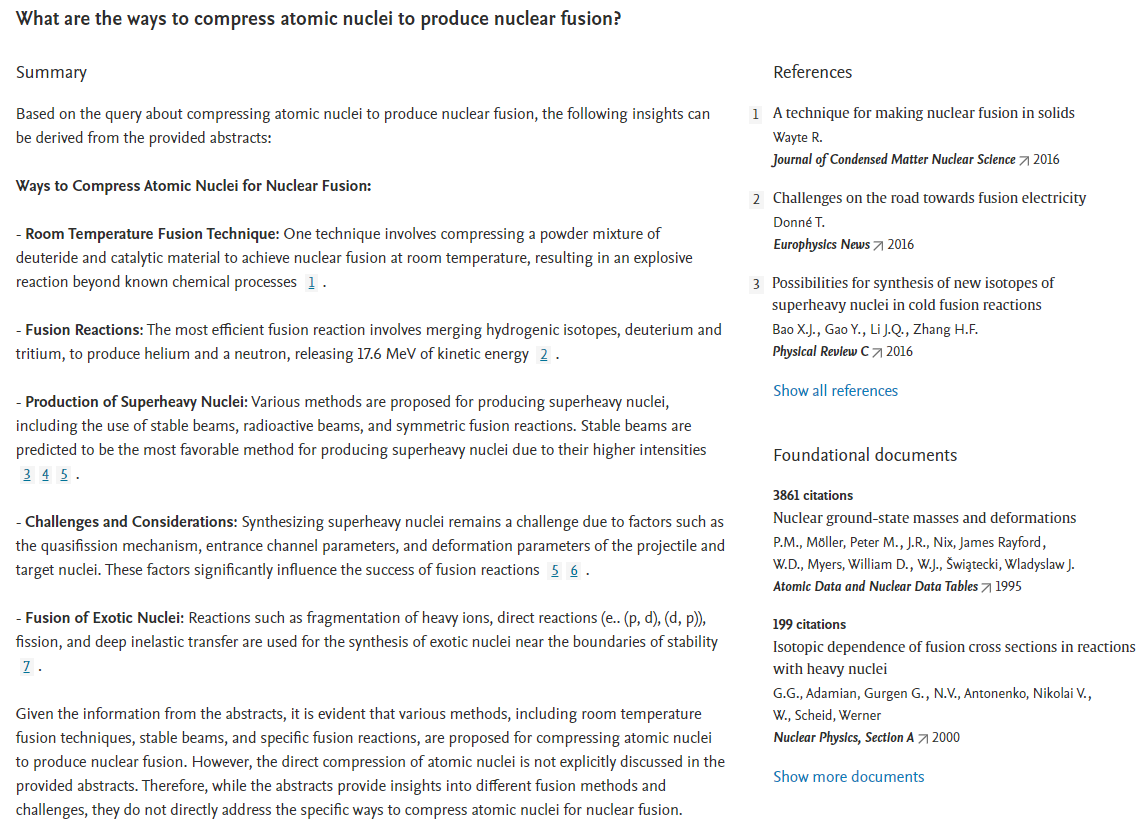 What are the ways to compress atomic nuclei to produce nuclear fusion?
Summary
Based on the query about compressing atomic nuclei to produce nuclear fusion, the following insights can
be derived from the provided abstracts:
Ways to Compress Atomic Nuclei for Nuclear Fusion:
- Room Temperature Fusion Technique: One technique involves compressing a powder mixture of
deuteride and catalytic material to achieve nuclear fusion at room temperature, resulting in an explosive
reaction beyond known chemical processes 1 .
- Fusion Reactions: The most efficient fusion reaction involves merging hydrogenic isotopes, deuterium and
tritium, to produce helium and a neutron, releasing 17.6 MeV of kinetic energy 2 .
- Production of Superheavy Nuclei: Various methods are proposed for producing superheavy nuclei,
including the use of stable beams, radioactive beams, and symmetric fusion reactions. Stable beams are
predicted to be the most favorable method for producing superheavy nuclei due to their higher intensities
3 4 5 .
- Challenges and Considerations: Synthesizing superheavy nuclei remains a challenge due to factors such as
the quasifission mechanism, entrance channel parameters, and deformation parameters of the projectile and
target nuclei. These factors significantly influence the success of fusion reactions 5 6 .
- Fusion of Exotic Nuclei: Reactions such as fragmentation of heavy ions, direct reactions (e.. (p, d), (d, p)),
fission, and deep inelastic transfer are used for the synthesis of exotic nuclei near the boundaries of stability
7 .
Given the information from the abstracts, it is evident that various methods, including room temperature
fusion techniques, stable beams, and specific fusion reactions, are proposed for compressing atomic nuclei
to produce nuclear fusion. However, the direct compression of atomic nuclei is not explicitly discussed in the
provided abstracts. Therefore, while the abstracts provide insights into different fusion methods and
challenges, they do not directly address the specific ways to compress atomic nuclei for nuclear fusion.
References
1 A technique for making nuclear fusion in solids
Wayte R.
Journal of Condensed Matter Nuclear Science 2016
2 Challenges on the road towards fusion electricity
Donné T.
Europhysics News 2016
3 Possibilities for synthesis of new isotopes of
superheavy nuclei in cold fusion reactions
Bao X.J., Gao Y., Li J.Q., Zhang H.F.
Physical Review C 2016
Show all references
Foundational documents
3861 citations
Nuclear ground-state masses and deformations
P.M., Möller, Peter M., J.R., Nix, James Rayford,
W.D., Myers, William D., W.J., Świątecki, Wladyslaw J.
Atomic Data and Nuclear Data Tables 1995
199 citations
Isotopic dependence of fusion cross sections in reactions
with heavy nuclei
G.G., Adamian, Gurgen G., N.V., Antonenko, Nikolai V.,
W., Scheid, Werner
Nuclear Physics, Section A 2000
Show more documents